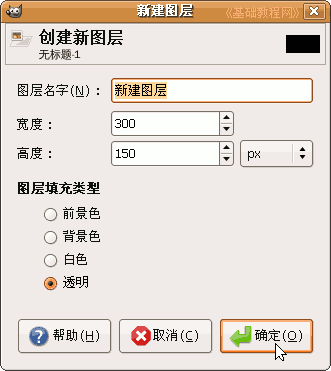 新建图层
《基础教程网》
创建新图层
无标题-1
图层名字(N)： 新建图层
宽度： 300
高度： 150 px
图层填充类型
前景色
背景色
白色
透明
帮助(H) 取消(C) 确定(O)